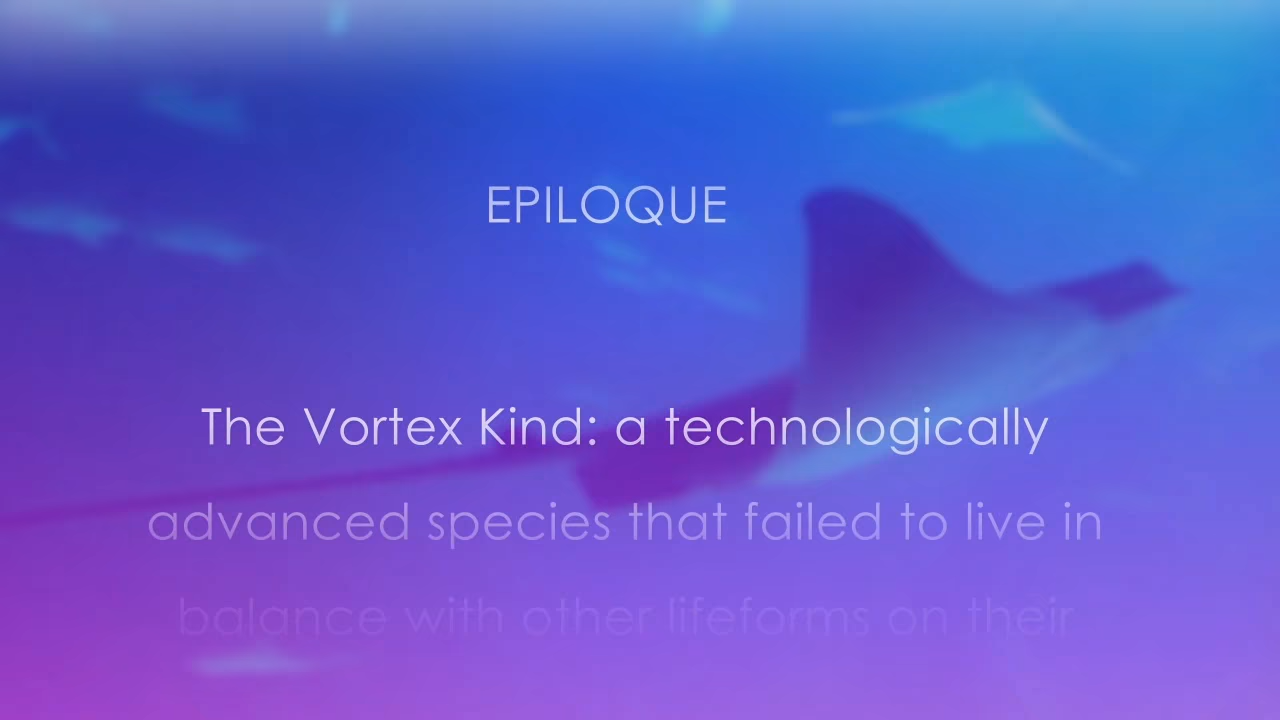 EPILOQUE
The Vortex Kind: a technologically
advanced species that failed to live in
balance with other lifeforms on their